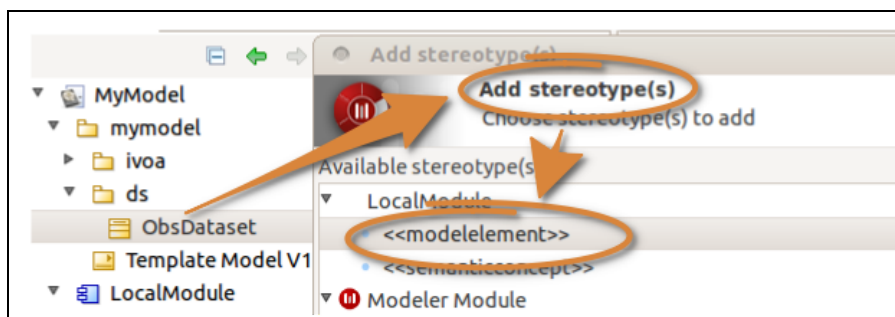 Add stereotype(s)
MyModel
mymodel
ivoa
ds
ObsDataset
Template Model V1
LocalModule
Add stereotype(s)
Choose stereotype(s) to add
Available stereotype(s
LocalModule
<<modelelement>>
<<semanticconcept>>
Modeler Module